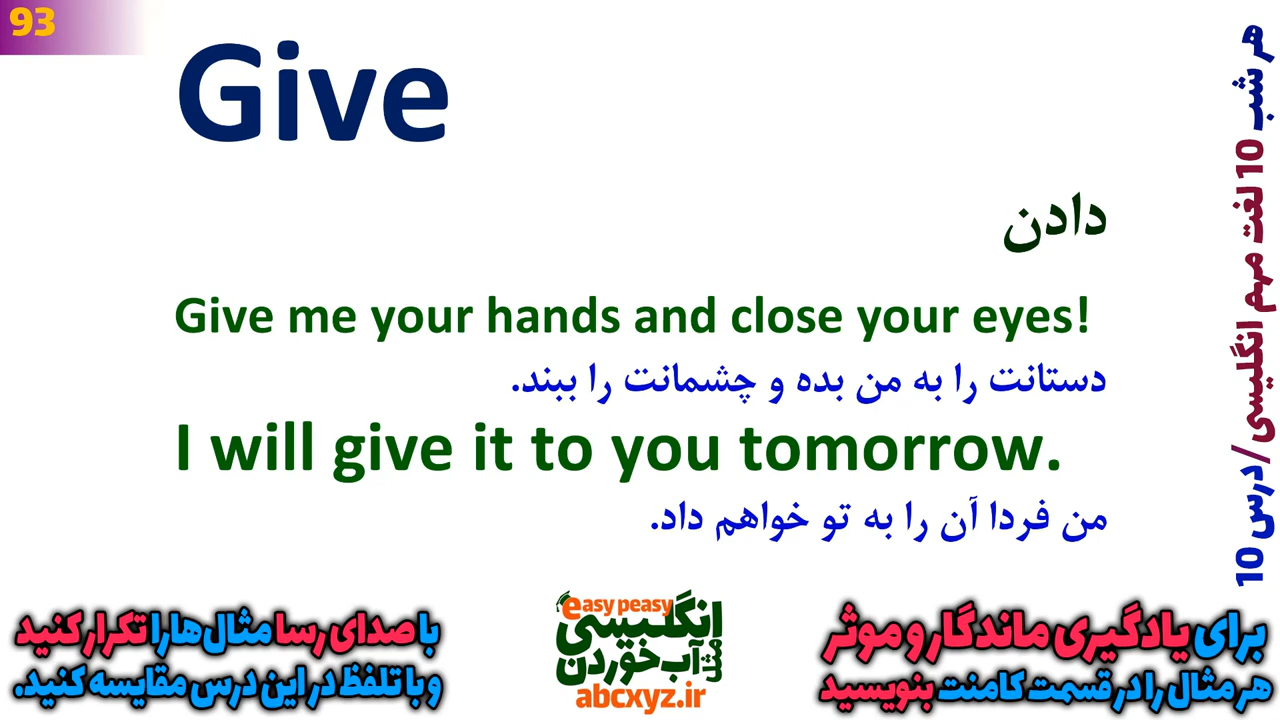 93
Give
دادن
Give me your hands and close your eyes!
دستانت را به من بده و چشمانت را ببند.
I will give it to you tomorrow.
من فردا آن را به تو خواهم داد.
هر شب 10 لغت مهم انگلیسی/درس 10
برای یادگیری ماندگار و موثر
هر مثال را در قسمت کامنت بنویسید
easy peasy
انگلیسی
مثل
آب خوردن
abcxyz.ir
با صدای رسا مثال‌ها را تکرار کنید
و با تلفظ در این درس مقایسه کنید.